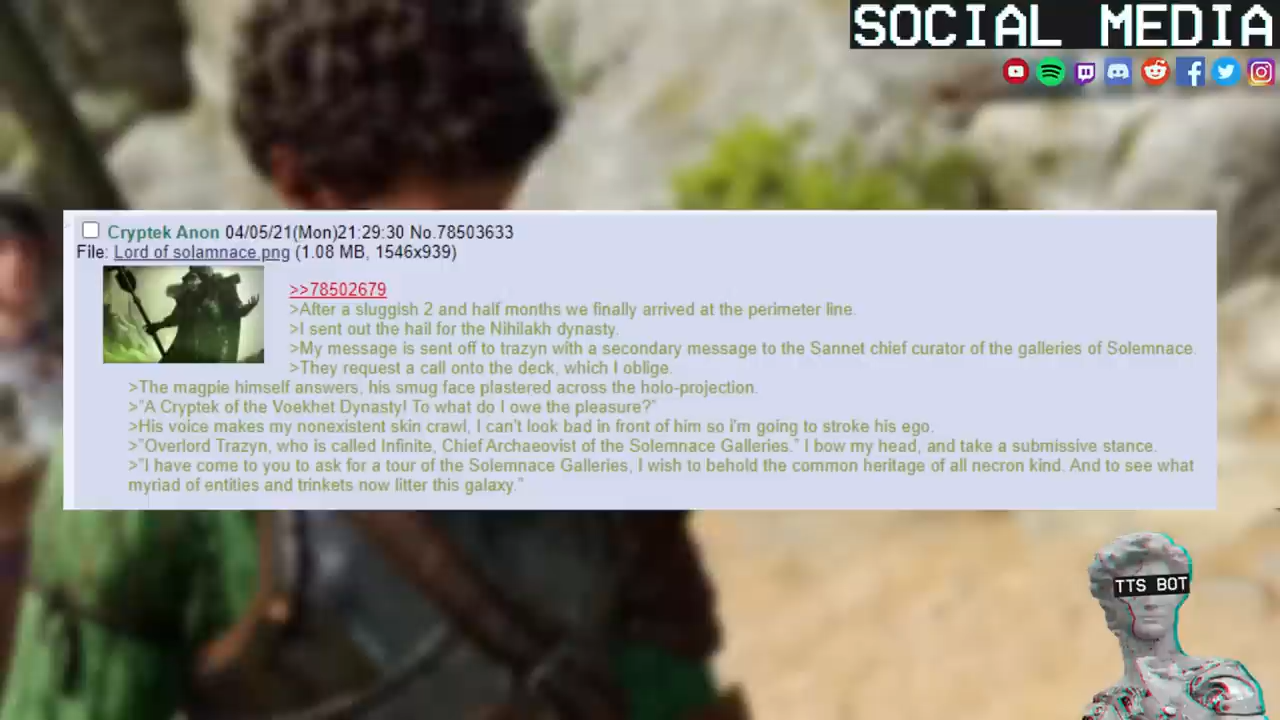 SOCIAL MEDIA
Cryptek Anon 04/05/21(Mon)21:29:30 No.78503633
File: Lord of solamnace.png (1.08 MB, 1546x939)
>>78502679
>After a sluggish 2 and half months we finally arrived at the perimeter line.
>I sent out the hail for the Nihilakh dynasty.
>My message is sent off to trazyn with a secondary message to the Sannet chief curator of the galleries of Solemnace.
>They request a call onto the deck, which I oblige.
>The magpie himself answers, his smug face plastered across the holo-projection.
>"A Cryptek of the Voekhet Dynasty! To what do I owe the pleasure?"
>His voice makes my nonexistent skin crawl, I can't look bad in front of him so i'm going to stroke his ego.
>"Overlord Trazyn, who is called Infinite, Chief Archaeovist of the Solemnace Galleries." I bow my head, and take a submissive stance.
>"I have come to you to ask for a tour of the Solemnace Galleries, I wish to behold the common heritage of all necron kind. And to see what
myriad of entities and trinkets now litter this galaxy."
TTS BOT